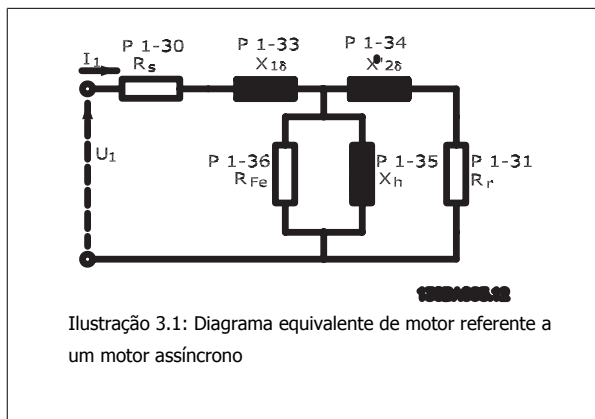 P 1-30 P 1-33 P 1-34
I₁ Rs X1δ X'2δ
U₁
P 1-36 P 1-35 P 1-31
RFe Xh Rr
Ilustração 3.1: Diagrama equivalente de motor referente a
um motor assíncrono